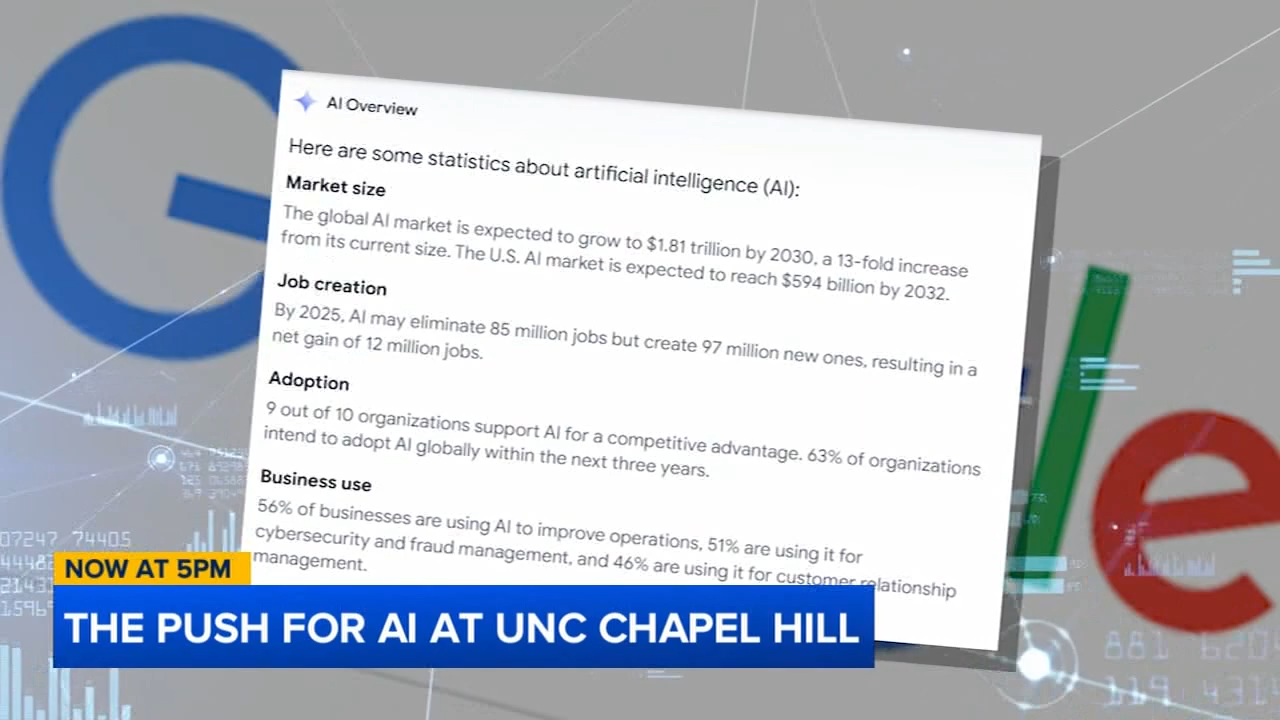 G
le
AI Overview
Here are some statistics about artificial intelligence (AI):
Market size
The global AI market is expected to grow to $1.81 trillion by 2030, a 13-fold increase
from its current size. The U.S. AI market is expected to reach $594 billion by 2032.
Job creation
By 2025, AI may eliminate 85 million jobs but create 97 million new ones, resulting in a
net gain of 12 million jobs.
Adoption
9 out of 10 organizations support AI for a competitive advantage. 63% of organizations
intend to adopt AI globally within the next three years.
Business use
56% of businesses are using AI to improve operations, 51% are using it for
cybersecurity and fraud management, and 46% are using it for customer relationship
management.
07247 74405
NOW AT 5PM
THE PUSH FOR AI AT UNC CHAPEL HILL
881
119